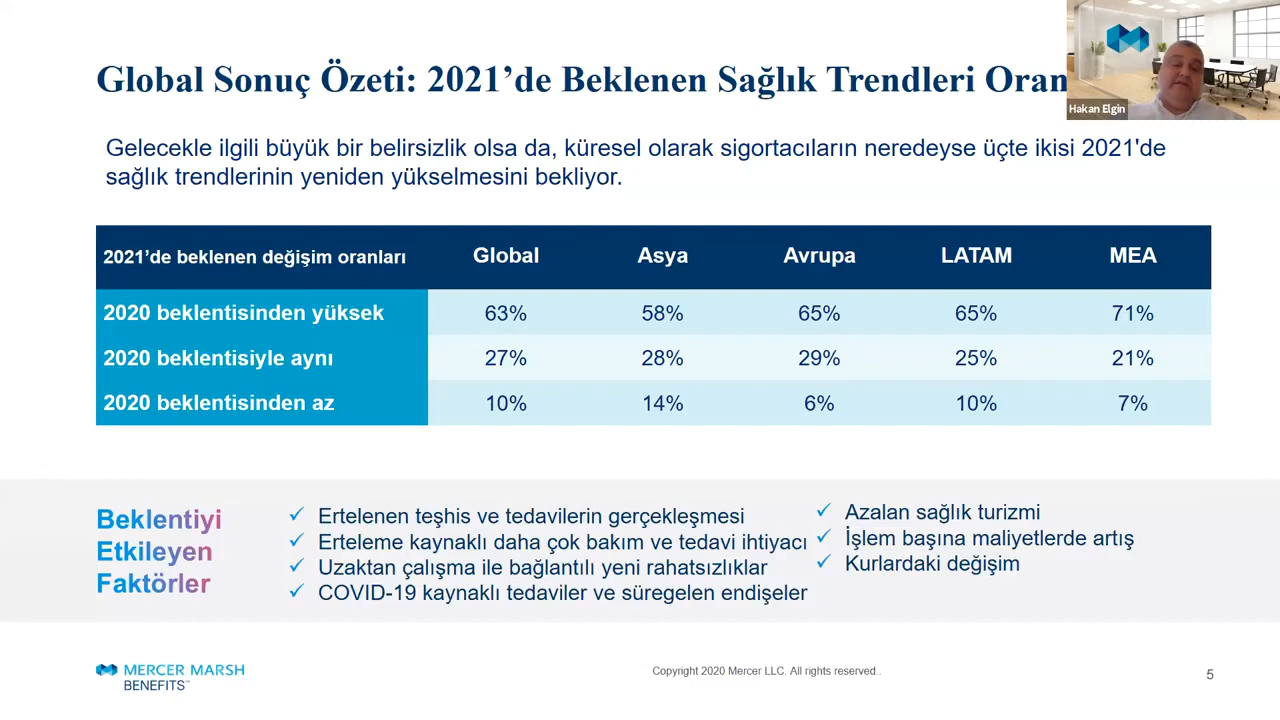 Global Sonuç Özeti: 2021’de Beklenen Sağlık Trendleri
Hakan Elgin
Gelecekle ilgili büyük bir belirsizlik olsa da, küresel olarak sigortacıların neredeyse üçte ikisi 2021'de
sağlık trendlerinin yeniden yükselmesini bekliyor.
2021’de beklenen değişim oranları Global Asya Avrupa LATAM MEA
2020 beklentisinden yüksek 63% 58% 65% 65% 71%
2020 beklentisiyle aynı 27% 28% 29% 25% 21%
2020 beklentisinden az 10% 14% 6% 10% 7%
Beklentiyi
Etkileyen
Faktörler
Ertelenen teşhis ve tedavilerin gerçekleşmesi
Erteleme kaynaklı daha çok bakım ve tedavi ihtiyacı
Uzaktan çalışma ile bağlantılı yeni rahatsızlıklar
COVID-19 kaynaklı tedaviler ve süregelen endişeler
Azalan sağlık turizmi
İşlem başına maliyetlerde artış
Kurlardaki değişim
MERCER MARSH
BENEFITS™
Copyright 2020 Mercer LLC. All rights reserved..
5